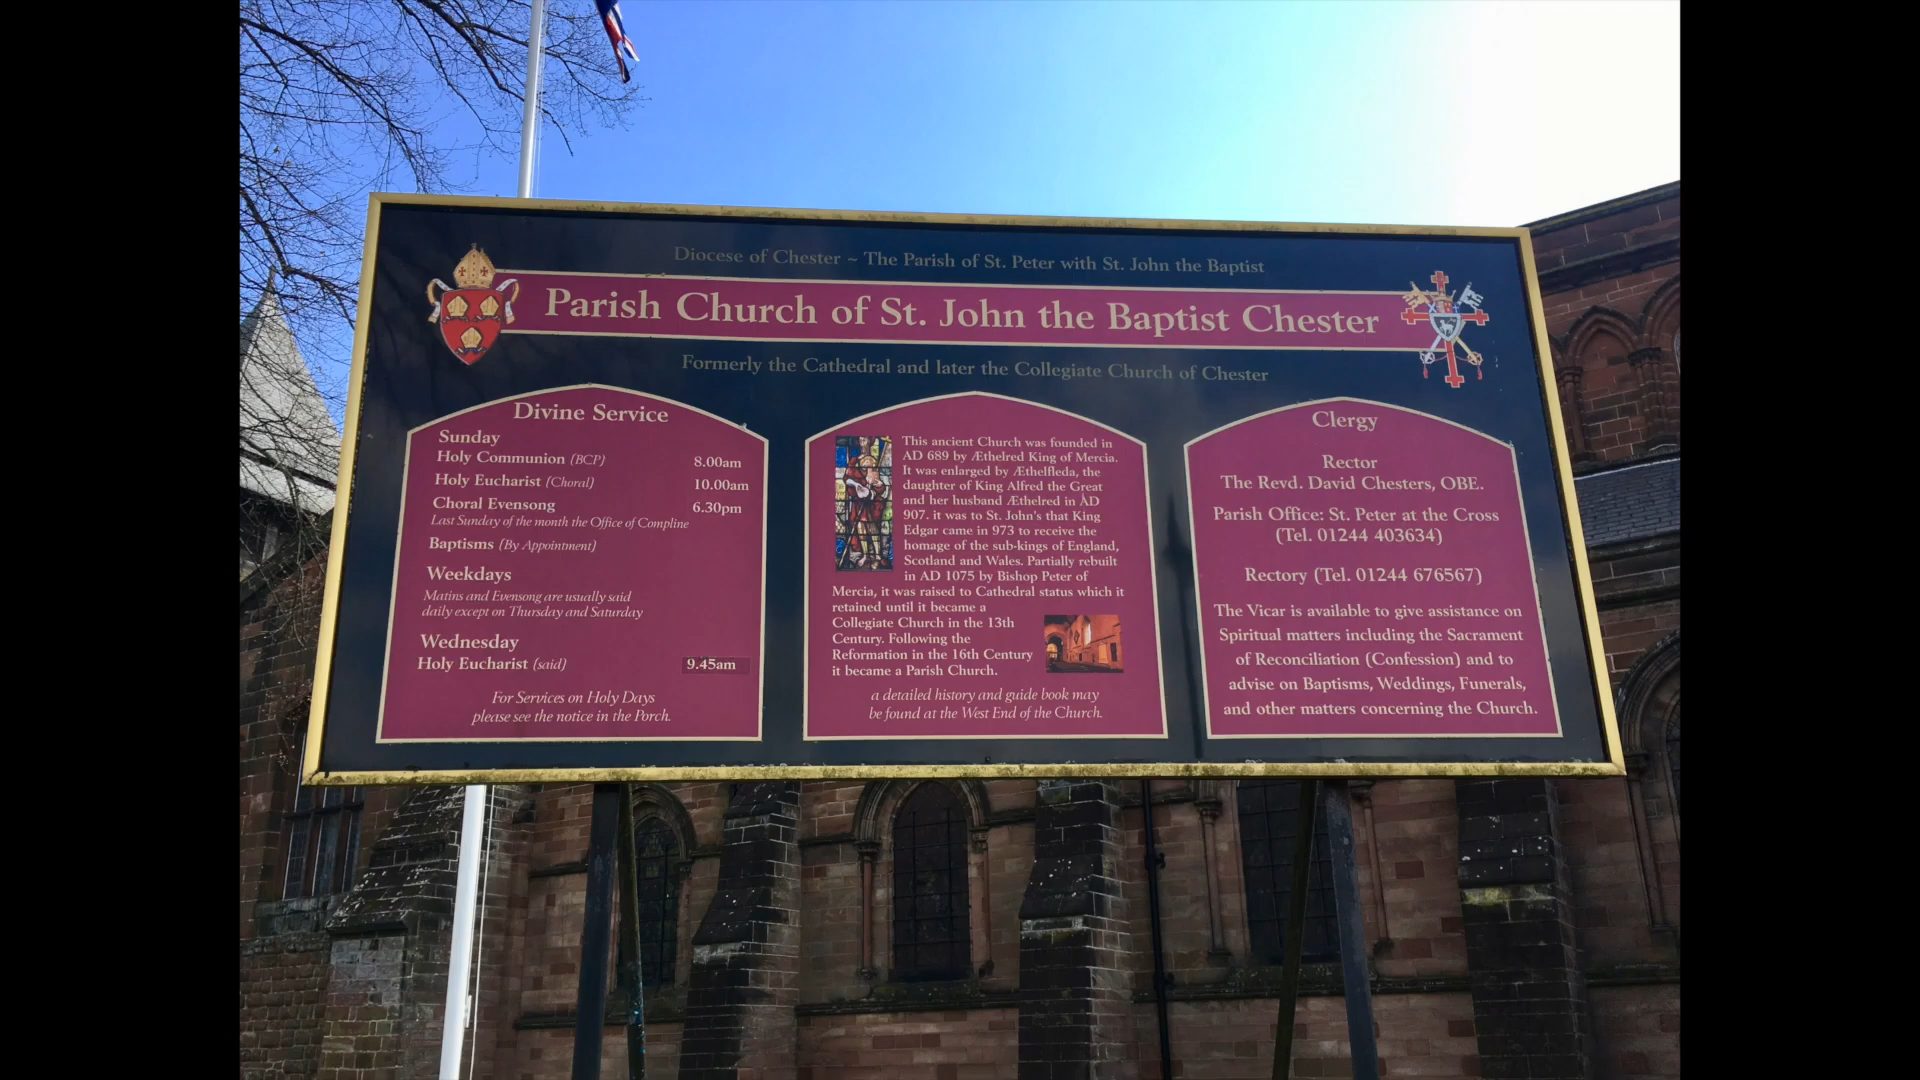 Diocese of Chester ~ The Parish of St. Peter with St. John the Baptist
Parish Church of St. John the Baptist Chester
Formerly the Cathedral and later the Collegiate Church of Chester
Divine Service
Sunday
Holy Communion (BCP) 8.00am
Holy Eucharist (Choral) 10.00am
Choral Evensong 6.30pm
Last Sunday of the month the Office of Compline
Baptisms (By Appointment)
Weekdays
Matins and Evensong are usually said
daily except on Thursday and Saturday
Wednesday
Holy Eucharist (said) 9.45am
For Services on Holy Days
please see the notice in the Porch.
This ancient Church was founded in
AD 689 by Æthelred King of Mercia.
It was enlarged by Æthelfleda, the
daughter of King Alfred the Great
and her husband Æthelred in AD
907. it was to St. John's that King
Edgar came in 973 to receive the
homage of the sub-kings of England,
Scotland and Wales. Partially rebuilt
in AD 1075 by Bishop Peter of
Mercia, it was raised to Cathedral status which it
retained until it became a
Collegiate Church in the 13th
Century. Following the
Reformation in the 16th Century
it became a Parish Church.
a detailed history and guide book may
be found at the West End of the Church.
Clergy
Rector
The Revd. David Chesters, OBE.
Parish Office: St. Peter at the Cross
(Tel. 01244 403634)
Rectory (Tel. 01244 676567)
The Vicar is available to give assistance on
Spiritual matters including the Sacrament
of Reconciliation (Confession) and to
advise on Baptisms, Weddings, Funerals,
and other matters concerning the Church.